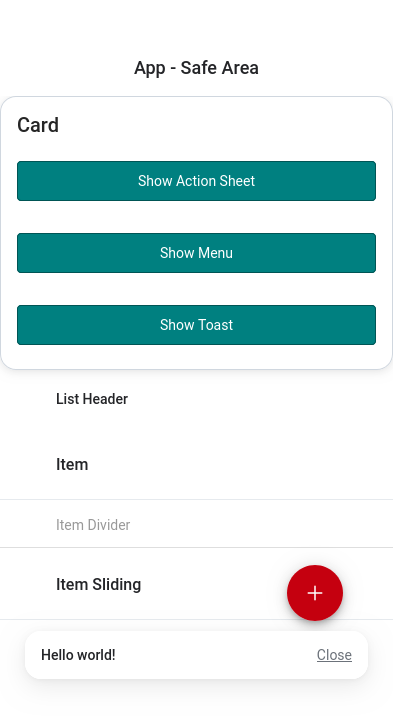 App - Safe Area
Card
Show Action Sheet
Show Menu
Show Toast
List Header
Item
Item Divider
Item Sliding
Hello world!
Close